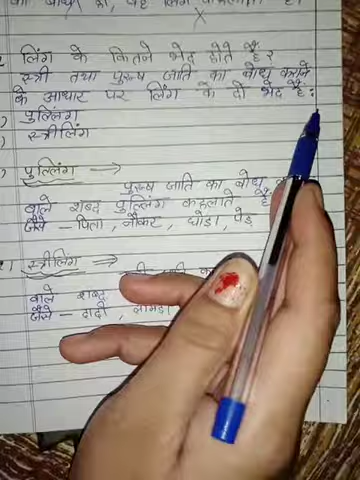 लिंग के कितने भेद होते हैं?
स्त्री तथा पुरुष जाति का बोध कराने
के आधार पर लिंग के दो भेद हैं:
पुल्लिंग
स्त्रीलिंग
पुल्लिंग →
पुरुष जाति का बोध
वाले शब्द पुल्लिंग कहलाते हैं
जैसे - पिता, नौकर, घोडा, पेड़
स्त्रीलिंग ⇒
वाले शब्द
जैसे - दादी,